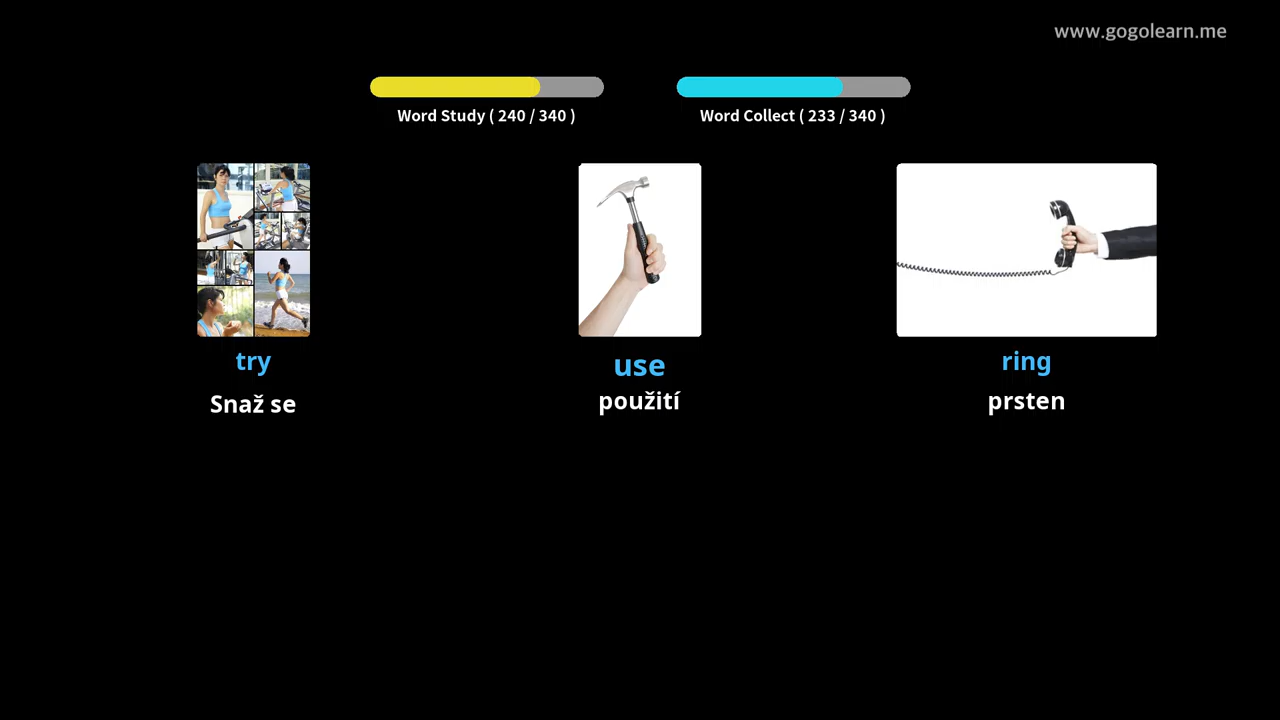 www.gogolearn.me
Word Study ( 240 / 340 )
Word Collect ( 233 / 340 )
try
use
ring
Snaž se
použití
prsten